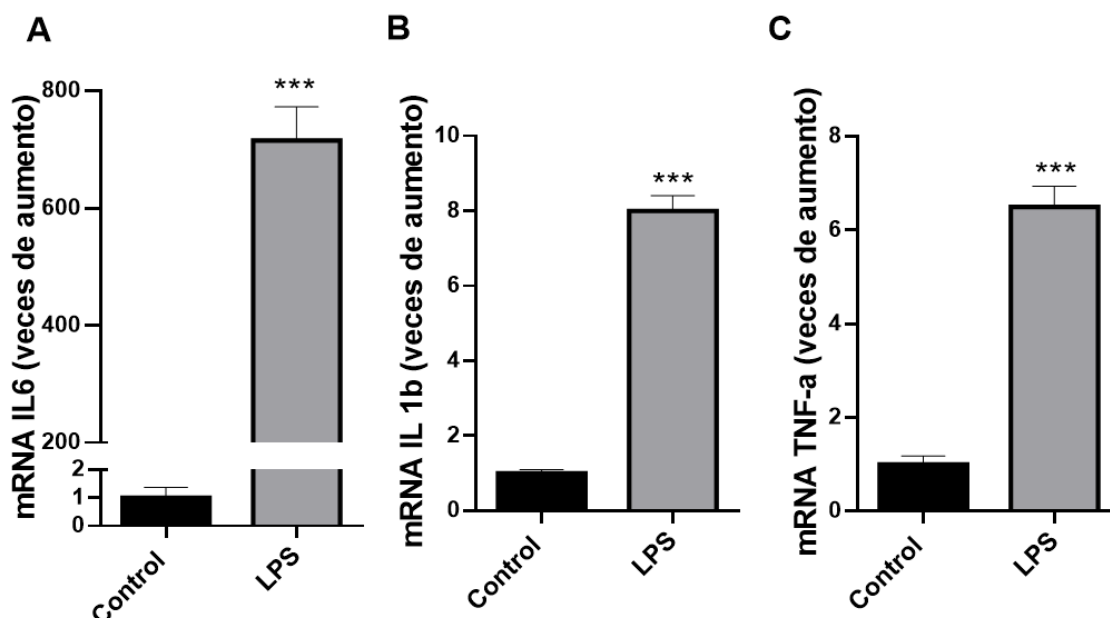 A
mRNA IL6 (veces de aumento)
800
600
400
200
2
1
0
***
Control
LPS
B
mRNA IL 1b (veces de aumento)
10
8
6
4
2
0
***
Control
LPS
C
mRNA TNF-a (veces de aumento)
8
6
4
2
0
***
Control
LPS